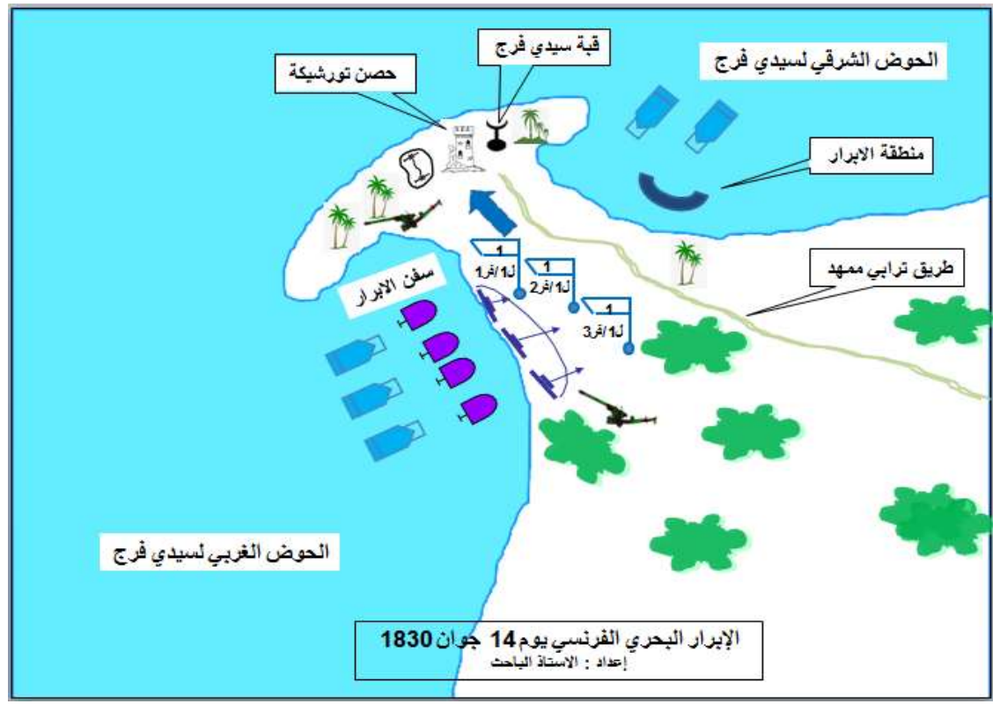 قبة سيدي فرج
الحوض الشرقي لسيدي فرج
حصن تورشيكة
منطقة الابرار
طريق ترابي ممهد
سفن الابرار
1
ل1/فر1
1
ل1/فر2
1
ل1/فر3
الحوض الغربي لسيدي فرج
الإبرار البحري الفرنسي يوم 14 جوان 1830
إعداد : الاستاذ الباحث